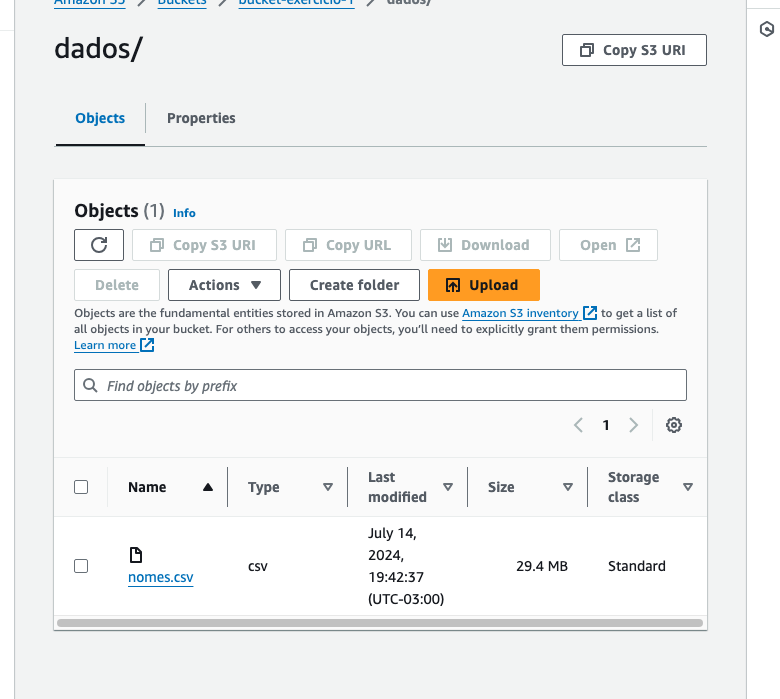 Amazon S3 > Buckets > bucket-exercicio-1 > dados/
dados/
Copy S3 URI
Objects
Properties
Objects (1) Info
Copy S3 URI
Copy URL
Download
Open
Delete
Actions
Create folder
Upload
Objects are the fundamental entities stored in Amazon S3. You can use Amazon S3 inventory to get a list of
all objects in your bucket. For others to access your objects, you'll need to explicitly grant them permissions.
Learn more
Find objects by prefix
1
Name
Type
Last
modified
Size
Storage
class
nomes.csv
csv
July 14,
2024,
19:42:37
(UTC-03:00)
29.4 MB
Standard